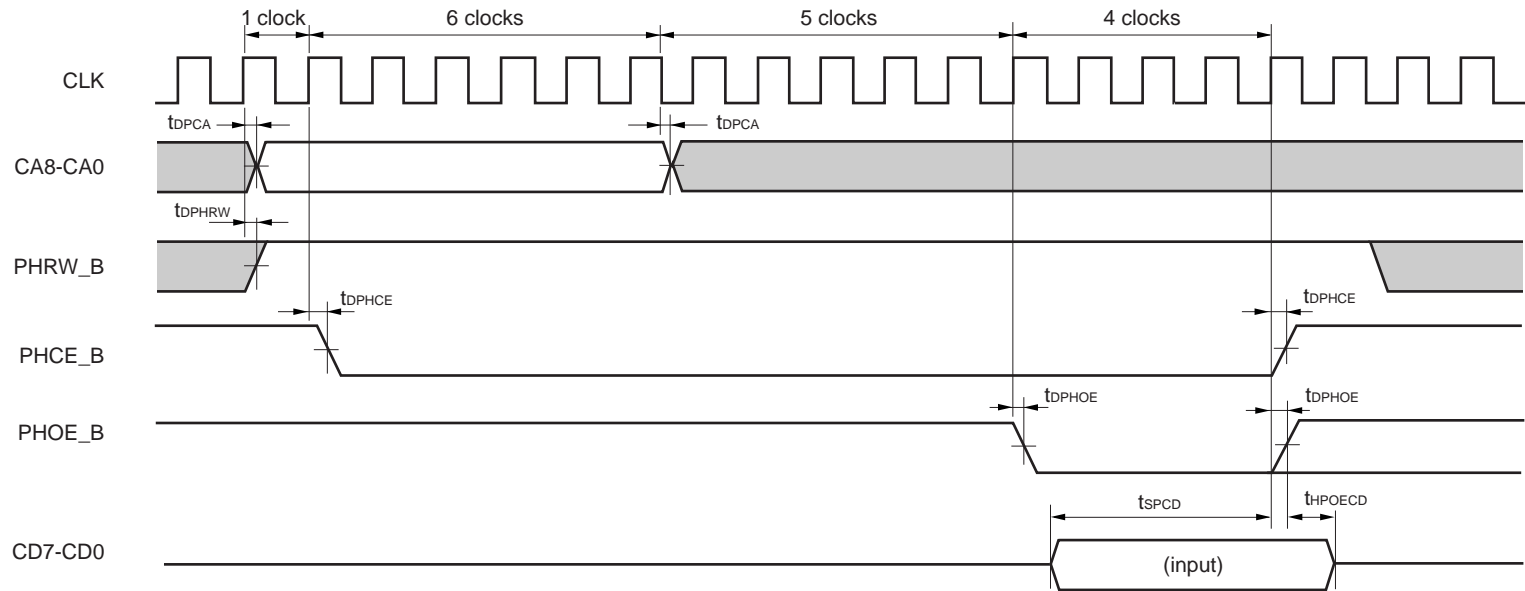 1 clock 6 clocks 5 clocks 4 clocks
CLK
tDPCA tDPCA
CA8-CA0
tDPHRW
PHRW_B
tDPHCE tDPHCE
PHCE_B
tDPHOE tDPHOE
PHOE_B
tSPCD tHPOECD
CD7-CD0 (input)